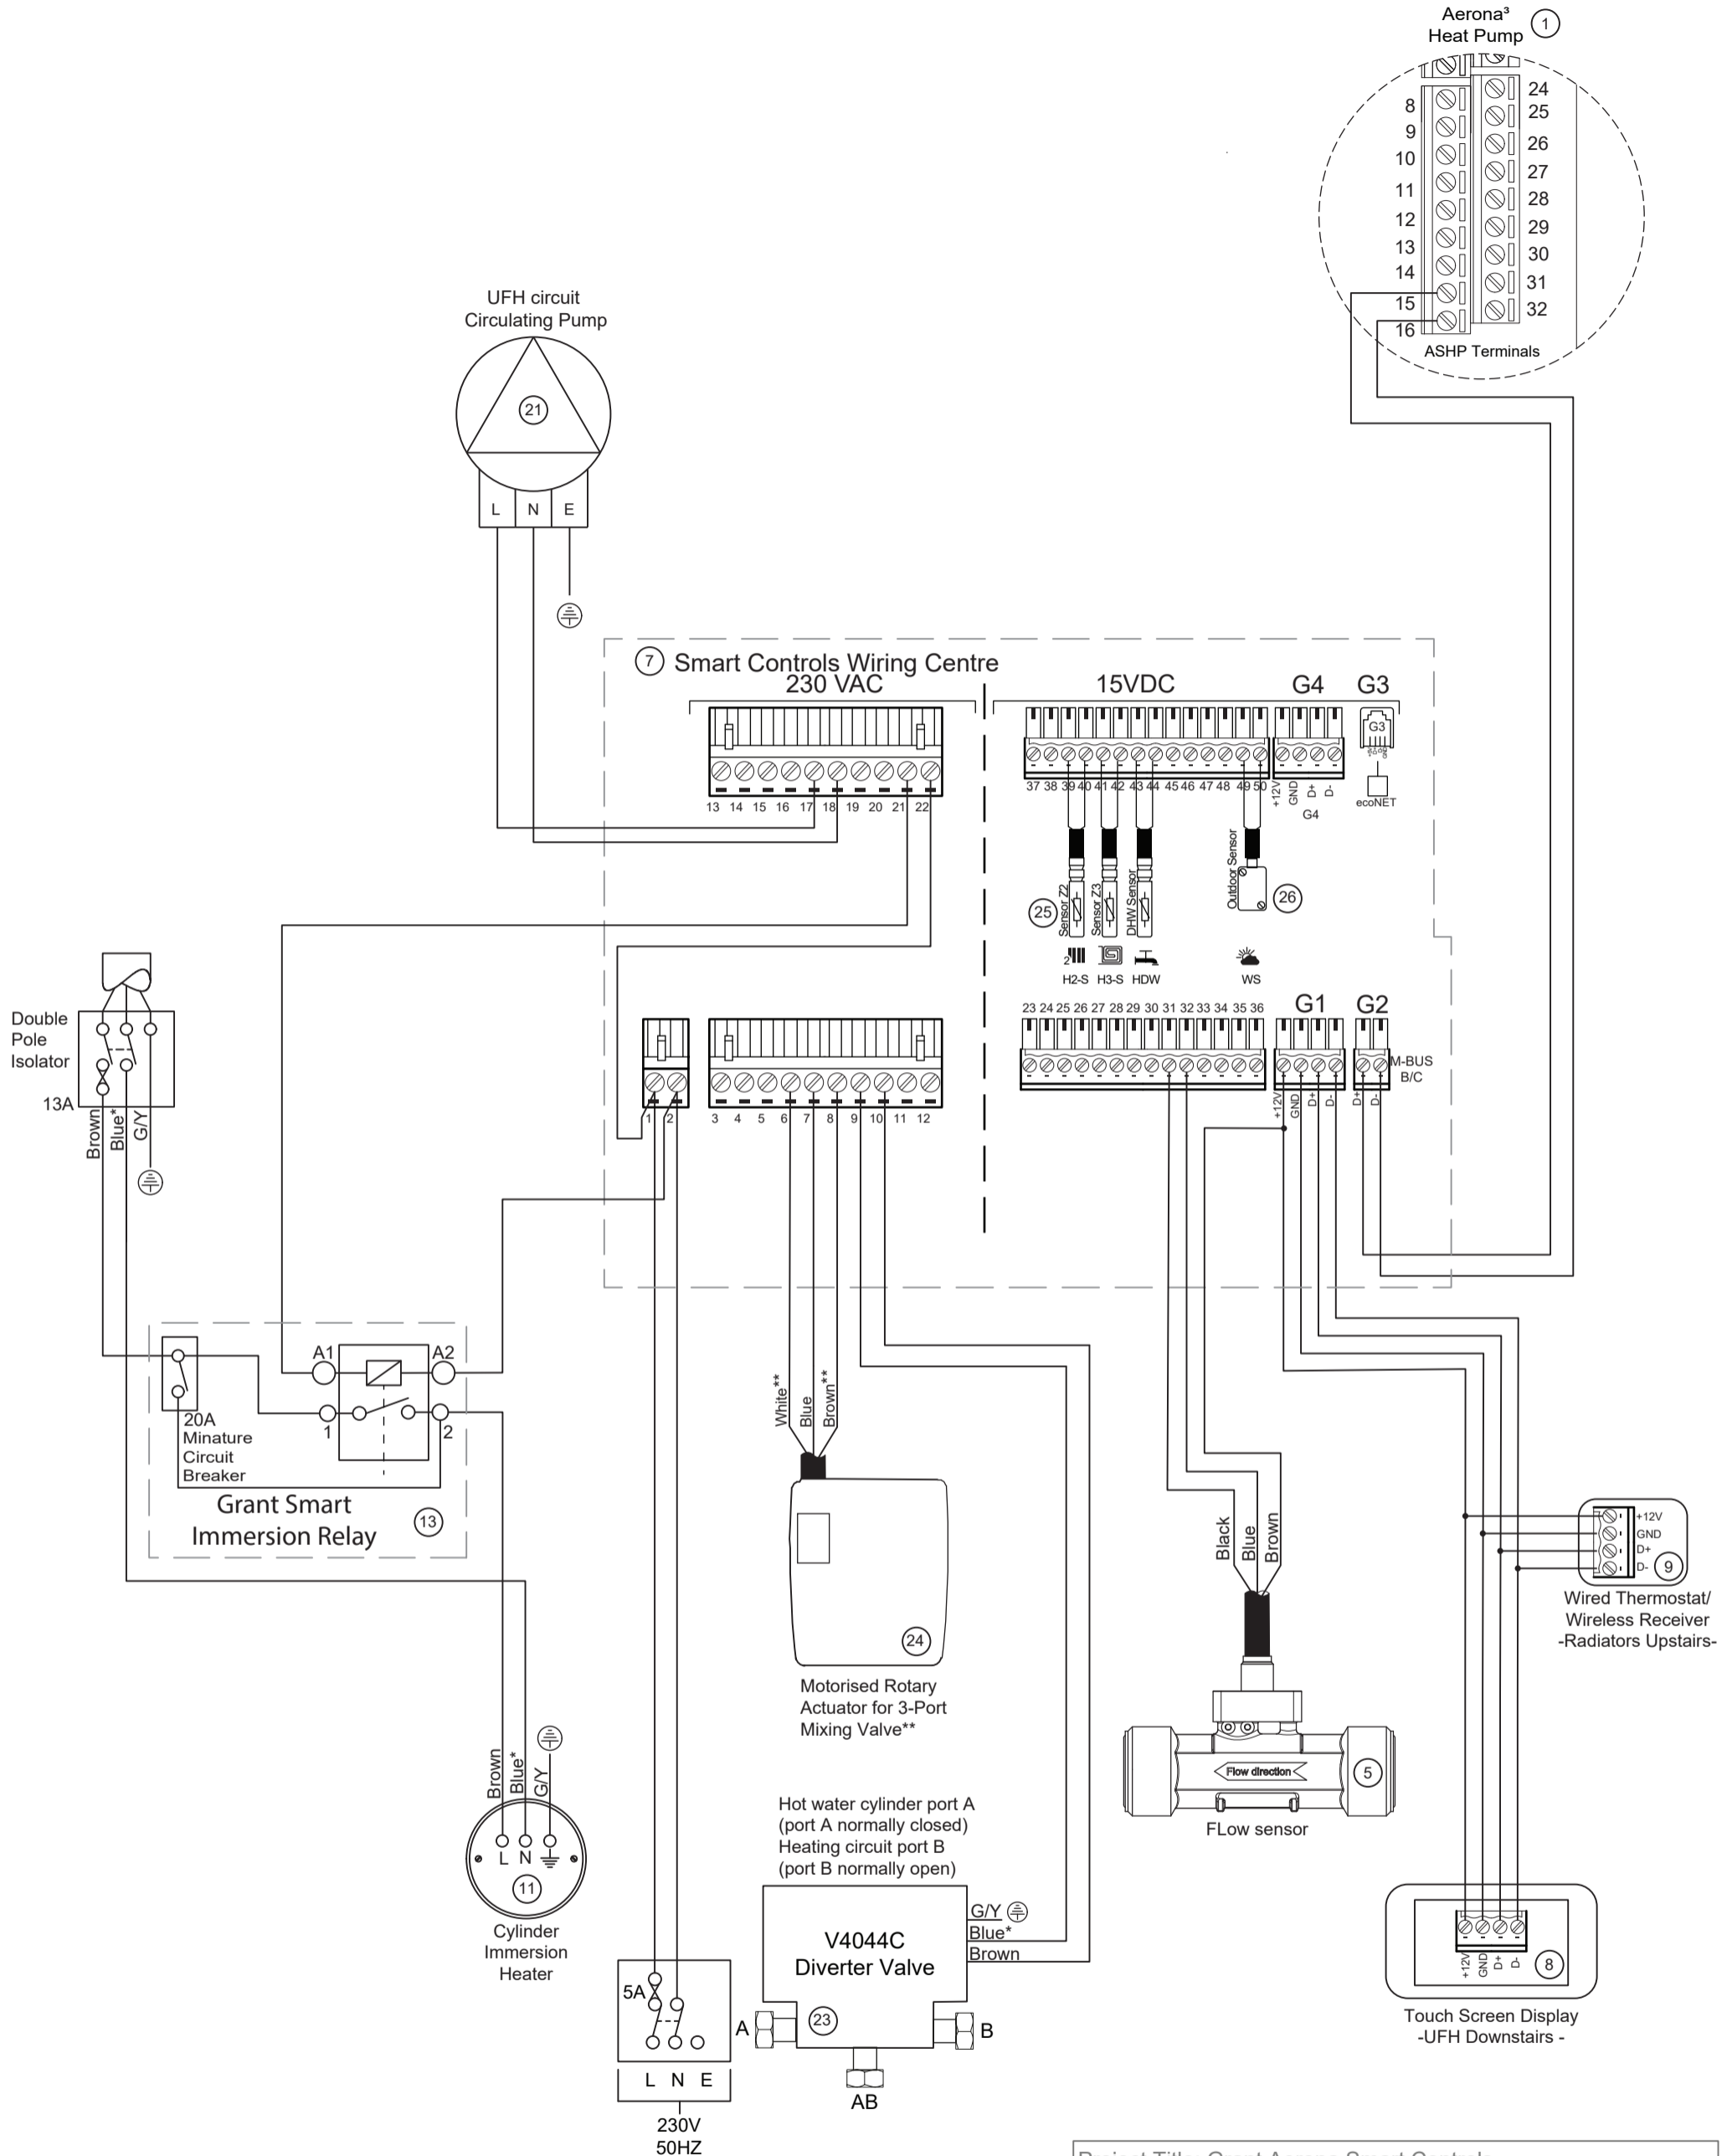 Aerona³
Heat Pump
1
8
9
10
11
12
13
14
15
16
24
25
26
27
28
29
30
31
32
ASHP Terminals
UFH circuit
Circulating Pump
21
L N E
7 Smart Controls Wiring Centre
230 VAC
15VDC
G4
G3
13 14 15 16 17 18 19 20 21 22
37 38 39 40 41 42 43 44 45 46 47 48 49 50
+12V
GND
D+
D-
G4
G3
ecoNET
25
Sensor Z2
Sensor Z3
DHW Sensor
Outdoor Sensor
26
2
H2-S H3-S HDW
WS
Double
Pole
Isolator
13A
Brown
Blue*
G/Y
1 2
3 4 5 6 7 8 9 10 11 12
23 24 25 26 27 28 29 30 31 32 33 34 35 36
G1
G2
M-BUS
B/C
+12V
GND
D+
D-
D+
D-
A1
A2
1
2
20A
Minature
Circuit
Breaker
Grant Smart
Immersion Relay
13
White**
Blue
Brown**
24
Motorised Rotary
Actuator for 3-Port
Mixing Valve**
Black
Blue
Brown
Flow direction
5
FLow sensor
+12V
GND
D+
D-
9
Wired Thermostat/
Wireless Receiver
-Radiators Upstairs-
Brown
Blue*
G/Y
L N
11
Cylinder
Immersion
Heater
Hot water cylinder port A
(port A normally closed)
Heating circuit port B
(port B normally open)
G/Y
Blue*
Brown
V4044C
Diverter Valve
23
A
B
AB
5A
L N E
230V
50HZ
+12V
GND
D+
D-
8
Touch Screen Display
-UFH Downstairs -
Project Title: Grant Aerona Smart Controls